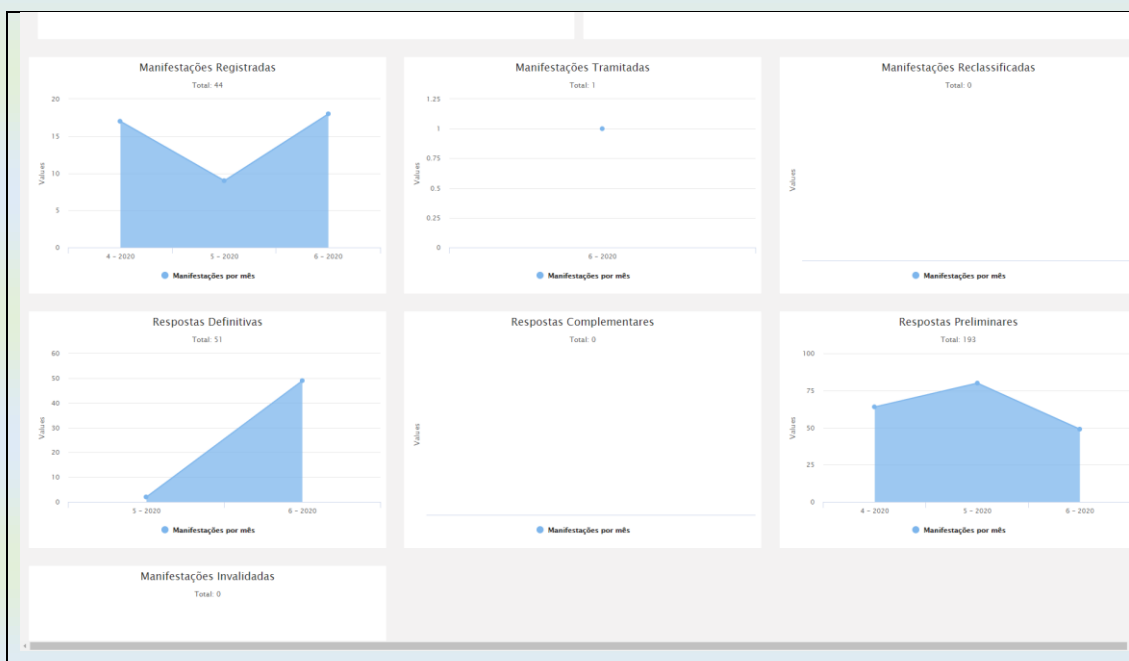 Manifestações Registradas
Total: 44
20
15
10
5
0
Values
4 – 2020
5 – 2020
6 – 2020
Manifestações por mês
Manifestações Tramitadas
Total: 1
1.25
1
0.75
0.5
0.25
0
Values
6 – 2020
Manifestações por mês
Manifestações Reclassificadas
Total: 0
Values
Manifestações por mês
Respostas Definitivas
Total: 51
60
50
40
30
20
10
0
Values
5 – 2020
6 – 2020
Manifestações por mês
Respostas Complementares
Total: 0
Values
Manifestações por mês
Respostas Preliminares
Total: 193
100
75
50
25
0
Values
4 – 2020
5 – 2020
6 – 2020
Manifestações por mês
Manifestações Invalidadas
Total: 0